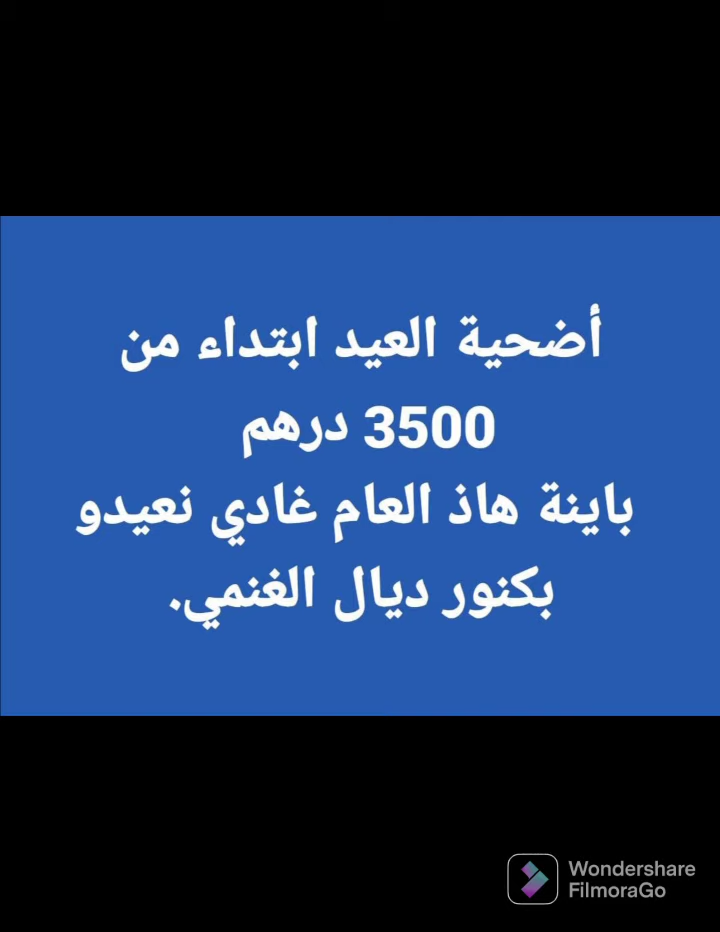 أضحية العيد ابتداء من
3500 درهم
باينة هاذ العام غادي نعيدو
بكنور ديال الغنمي.
Wondershare
FilmoraGo